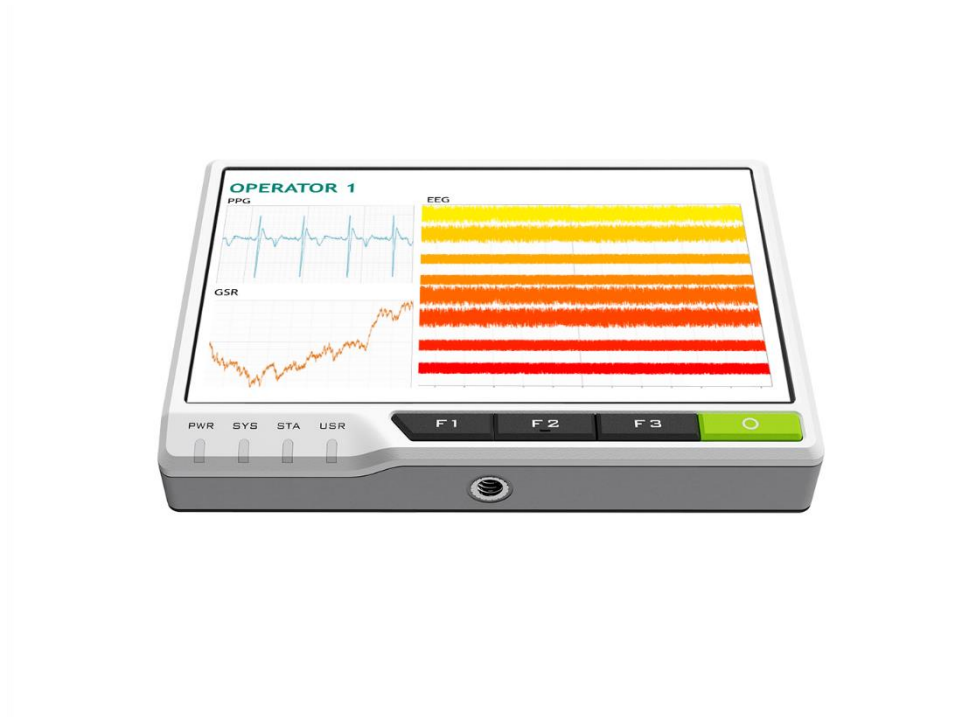 OPERATOR 1
PPG
EEG
GSR
PWR SYS STA USR
F1 F2 F3